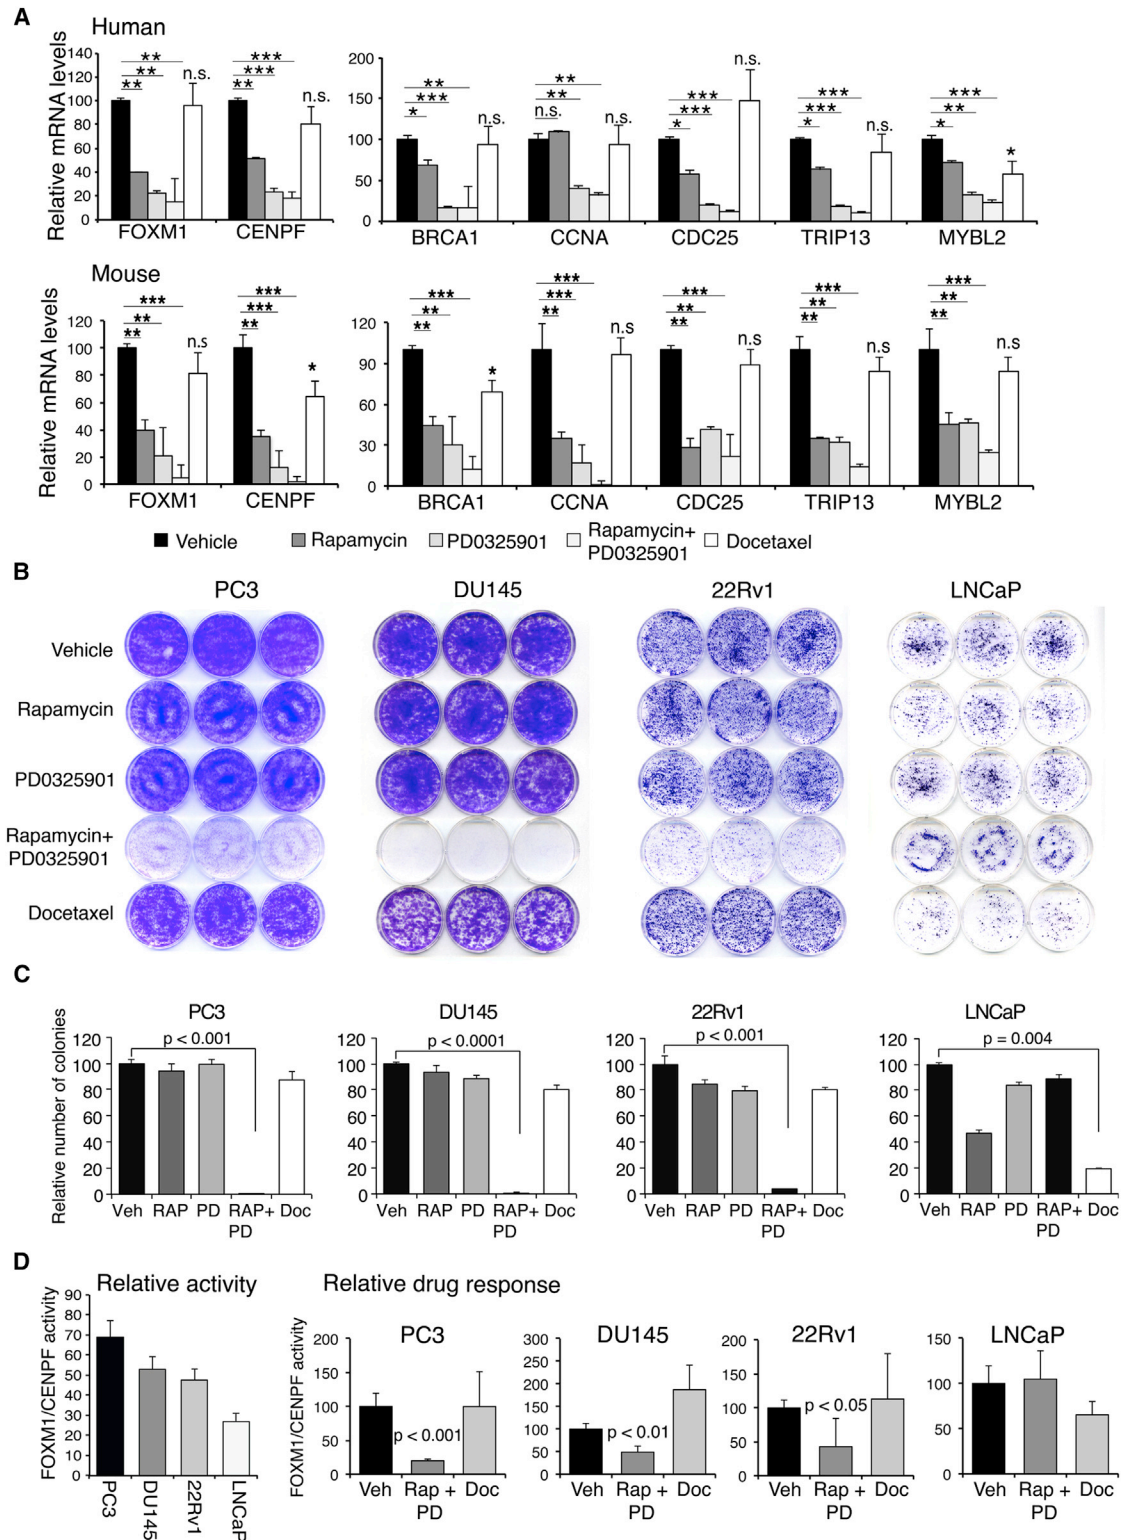 A
Human
Relative mRNA levels
140
120
100
80
60
40
20
0
** ** ** n.s.
*** *** ** n.s.
FOXM1 CENPF
200
150
100
50
0
** *** * n.s.
** ** n.s. n.s.
*** *** * n.s.
*** *** * n.s.
*** ** * *
BRCA1 CCNA CDC25 TRIP13 MYBL2
Mouse
Relative mRNA levels
120
100
80
60
40
20
0
*** ** ** n.s
*** *** ** *
FOXM1 CENPF
120
90
60
30
0
*** ** ** *
*** *** ** n.s
*** ** ** n.s
*** ** ** n.s
*** ** ** n.s
BRCA1 CCNA CDC25 TRIP13 MYBL2
Vehicle Rapamycin PD0325901 Rapamycin+
PD0325901 Docetaxel
B
PC3 DU145 22Rv1 LNCaP
Vehicle
Rapamycin
PD0325901
Rapamycin+
PD0325901
Docetaxel
C
Relative number of colonies
PC3
120
100
80
60
40
20
0
p < 0.001
Veh RAP PD RAP+ Doc
PD
DU145
120
100
80
60
40
20
0
p < 0.0001
Veh RAP PD RAP+ Doc
PD
22Rv1
120
100
80
60
40
20
0
p < 0.001
Veh RAP PD RAP+ Doc
PD
LNCaP
120
100
80
60
40
20
0
p = 0.004
Veh RAP PD RAP+ Doc
PD
D
Relative activity
FOXM1/CENPF activity
90
80
70
60
50
40
30
20
10
0
PC3
DU145
22Rv1
LNCaP
Relative drug response
FOXM1/CENPF activity
PC3
200
150
100
50
0
p < 0.001
Veh Rap + Doc
PD
DU145
300
250
200
150
100
50
0
p < 0.01
Veh Rap + Doc
PD
22Rv1
200
150
100
50
0
p < 0.05
Veh Rap + Doc
PD
LNCaP
150
100
50
0
Veh Rap + Doc
PD